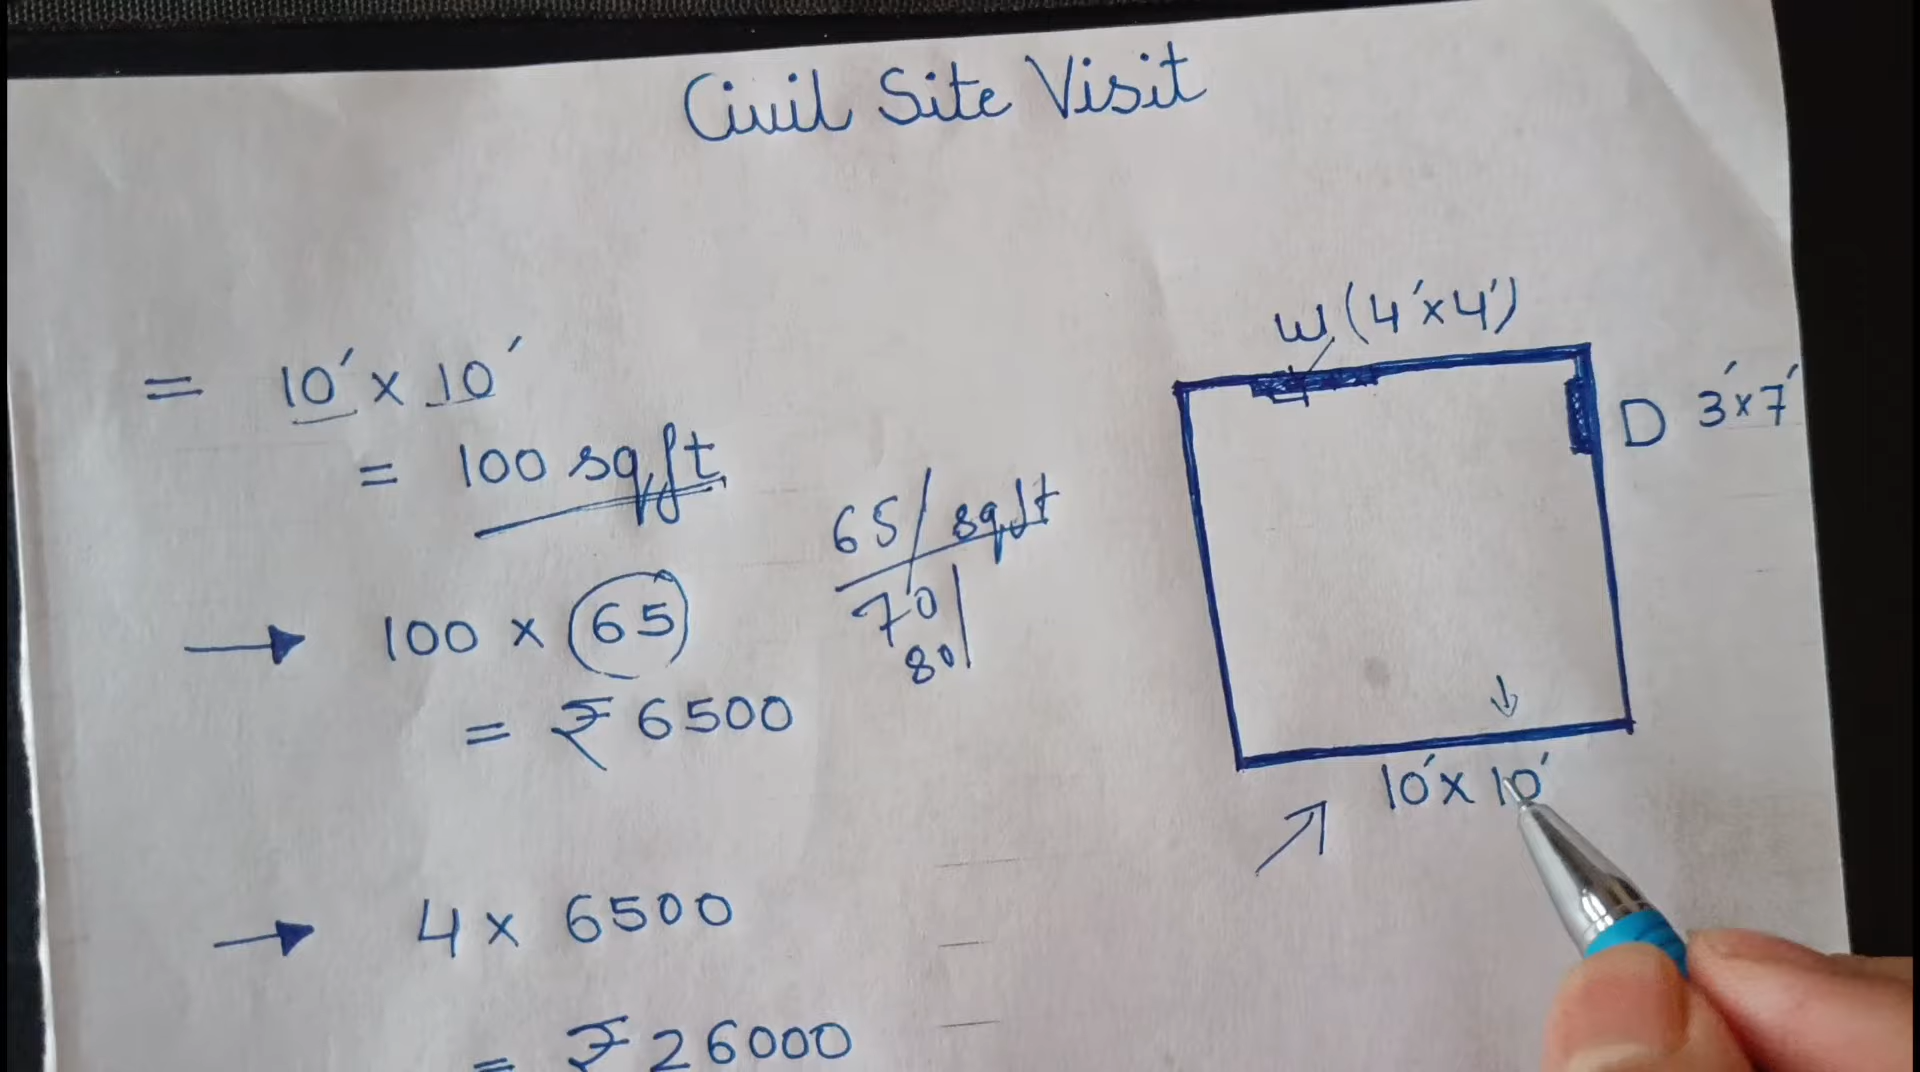 Civil Site Visit
= 10' x 10'
= 100 sqft
65/sqft
70/
80/
→ 100 x 65
= ₹ 6500
→ 4 x 6500
= ₹ 26000
W (4'x4')
D 3'x7'
10'x 10'